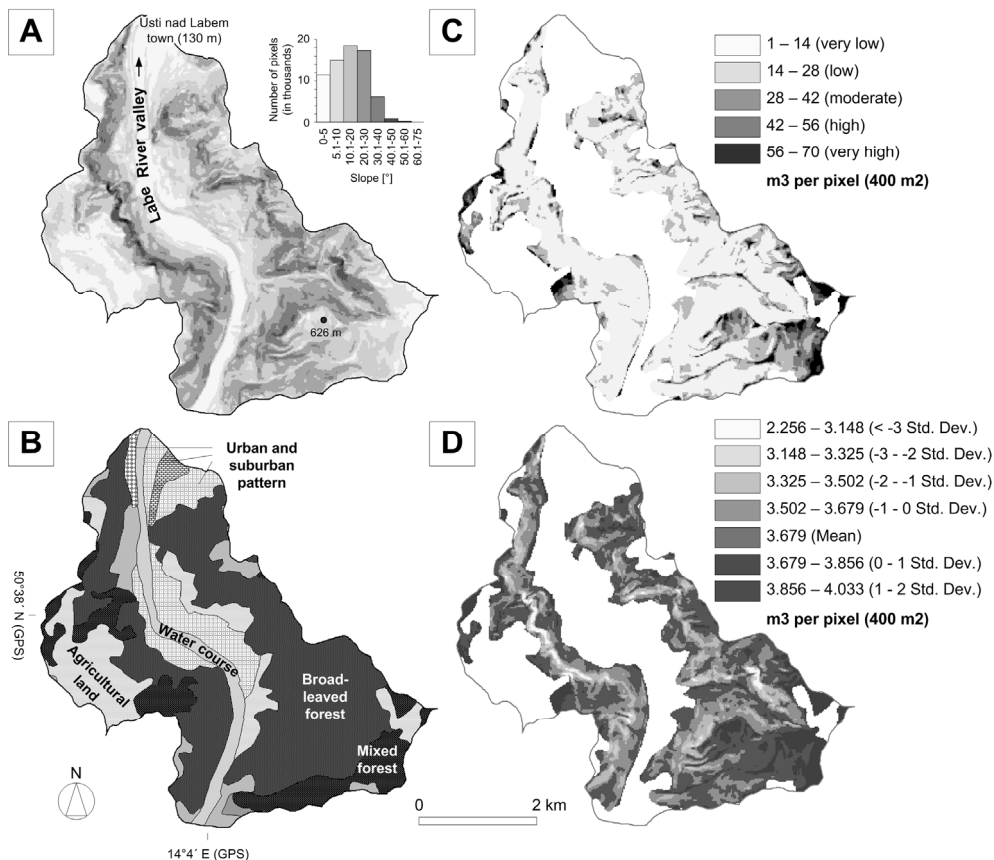 A
Usti nad Labem
town (130 m)
Labe River valley
626 m
Number of pixels
(in thousands)
20
10
0
0-5
5.1-10
10.1-20
20.1-30
30.1-40
40.1-50
50.1-60
60.1-75
Slope [°]
C
1 – 14 (very low)
14 – 28 (low)
28 – 42 (moderate)
42 – 56 (high)
56 – 70 (very high)
m3 per pixel (400 m2)
B
Urban and
suburban
pattern
50°38´ N (GPS)
Water course
Agricultural
land
Broad-
leaved
forest
Mixed
forest
N
14°4´ E (GPS)
0
2 km
D
2.256 – 3.148 (< -3 Std. Dev.)
3.148 – 3.325 (-3 - -2 Std. Dev.)
3.325 – 3.502 (-2 - -1 Std. Dev.)
3.502 – 3.679 (-1 - 0 Std. Dev.)
3.679 (Mean)
3.679 – 3.856 (0 - 1 Std. Dev.)
3.856 – 4.033 (1 - 2 Std. Dev.)
m3 per pixel (400 m2)